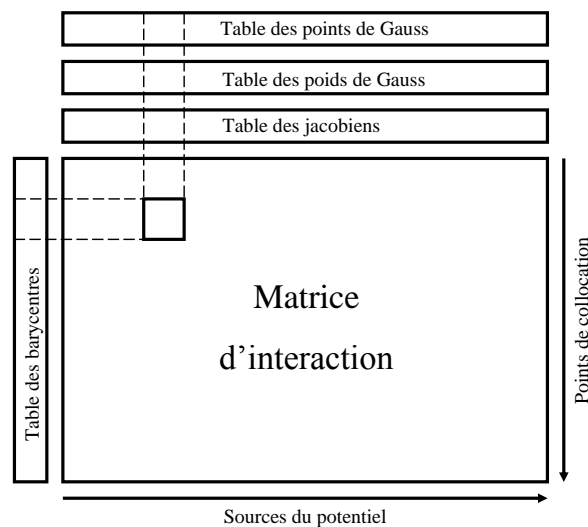 Table des points de Gauss
Table des poids de Gauss
Table des jacobiens
Table des barycentres
Matrice
d’interaction
Points de collocation
Sources du potentiel